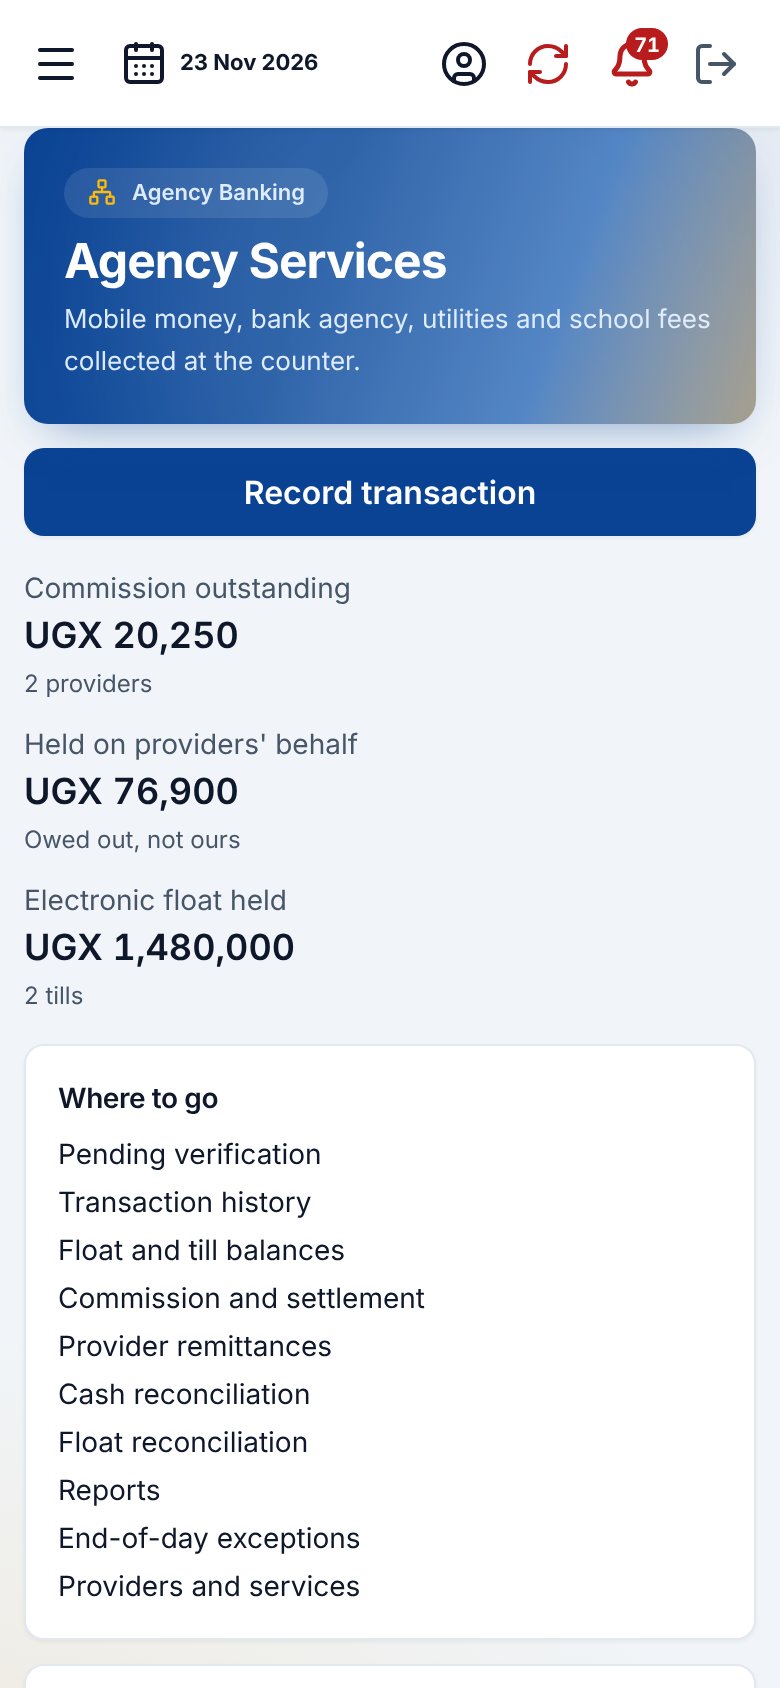 23 Nov 2026
71
Agency Banking
Agency Services
Mobile money, bank agency, utilities and school fees
collected at the counter.
Record transaction
Commission outstanding
UGX 20,250
2 providers
Held on providers' behalf
UGX 76,900
Owed out, not ours
Electronic float held
UGX 1,480,000
2 tills
Where to go
Pending verification
Transaction history
Float and till balances
Commission and settlement
Provider remittances
Cash reconciliation
Float reconciliation
Reports
End-of-day exceptions
Providers and services